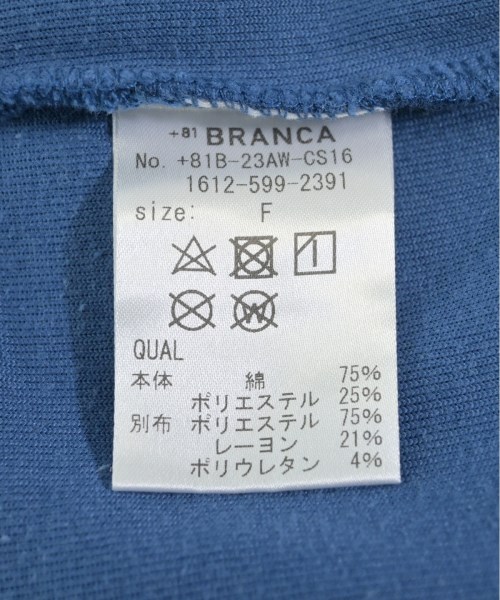 +81 BRANCA
No. +81B-23AW-CS16
1612-599-2391
size: F
W
QUAL
本体 綿 75%
ポリエステル 25%
別布 ポリエステル 75%
レーヨン 21%
ポリウレタン 4%